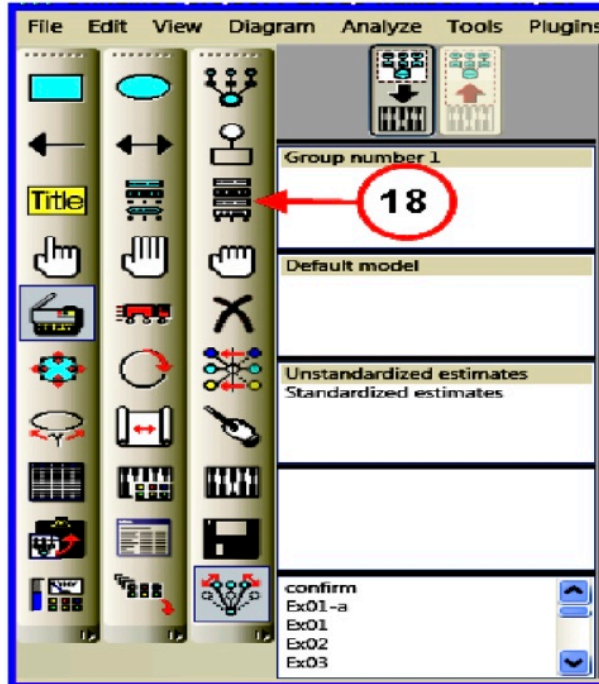 File Edit View Diagram Analyze Tools Plugins
Group number 1
Title
18
Default model
Unstandardized estimates
Standardized estimates
confirm
Ex01-a
Ex01
Ex02
Ex03